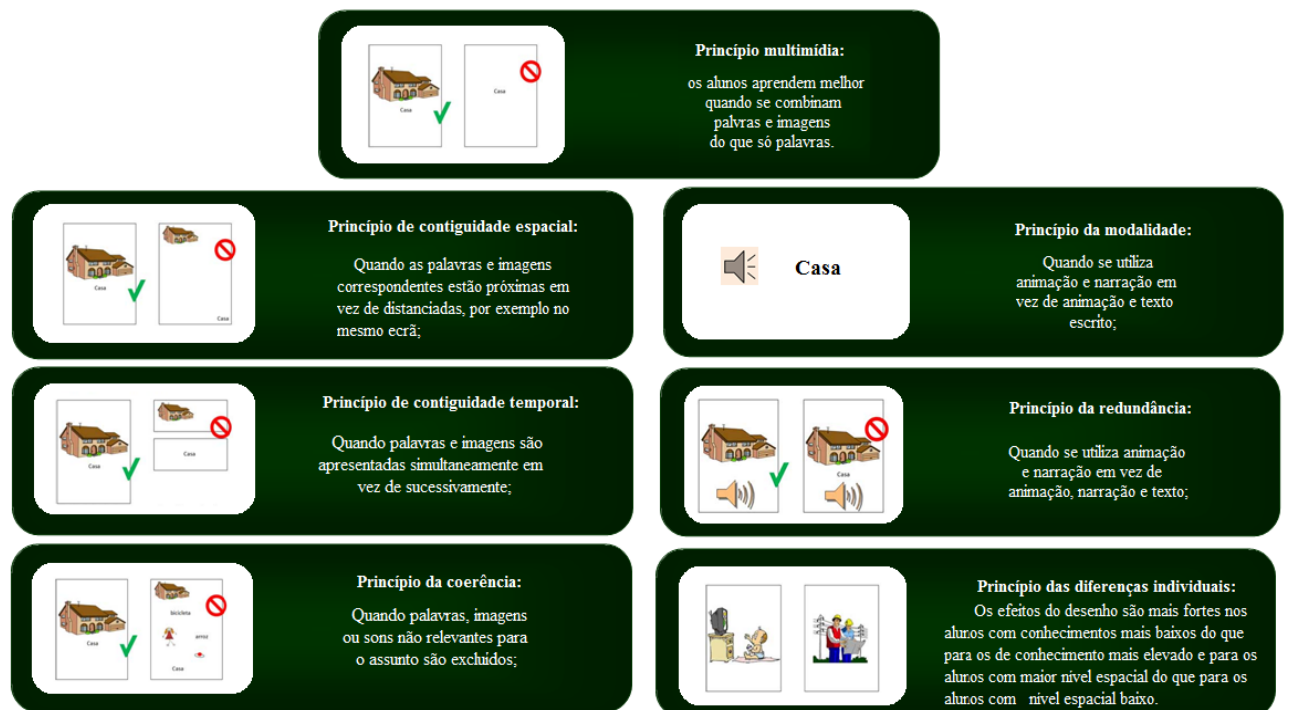 Casa
Casa
Princípio multimídia:
os alunos aprendem melhor
quando se combinam
palvras e imagens
do que só palavras.
Casa
Casa
Princípio de contiguidade espacial:
Quando as palavras e imagens
correspondentes estão próximas em
vez de distanciadas, por exemplo no
mesmo ecrã;
Casa
Princípio da modalidade:
Quando se utiliza
animação e narração em
vez de animação e texto
escrito;
Casa
Casa
Princípio de contiguidade temporal:
Quando palavras e imagens são
apresentadas simultaneamente em
vez de sucessivamente;
Casa
Princípio da redundância:
Quando se utiliza animação
e narração em vez de
animação, narração e texto;
Casa
bicicleta
arroz
Casa
Princípio da coerência:
Quando palavras, imagens
ou sons não relevantes para
o assunto são excluídos;
Princípio das diferenças individuais:
Os efeitos do desenho são mais fortes nos
alunos com conhecimentos mais baixos do que
para os de conhecimento mais elevado e para os
alunos com maior nivel espacial do que para os
alunos com nivel espacial baixo.